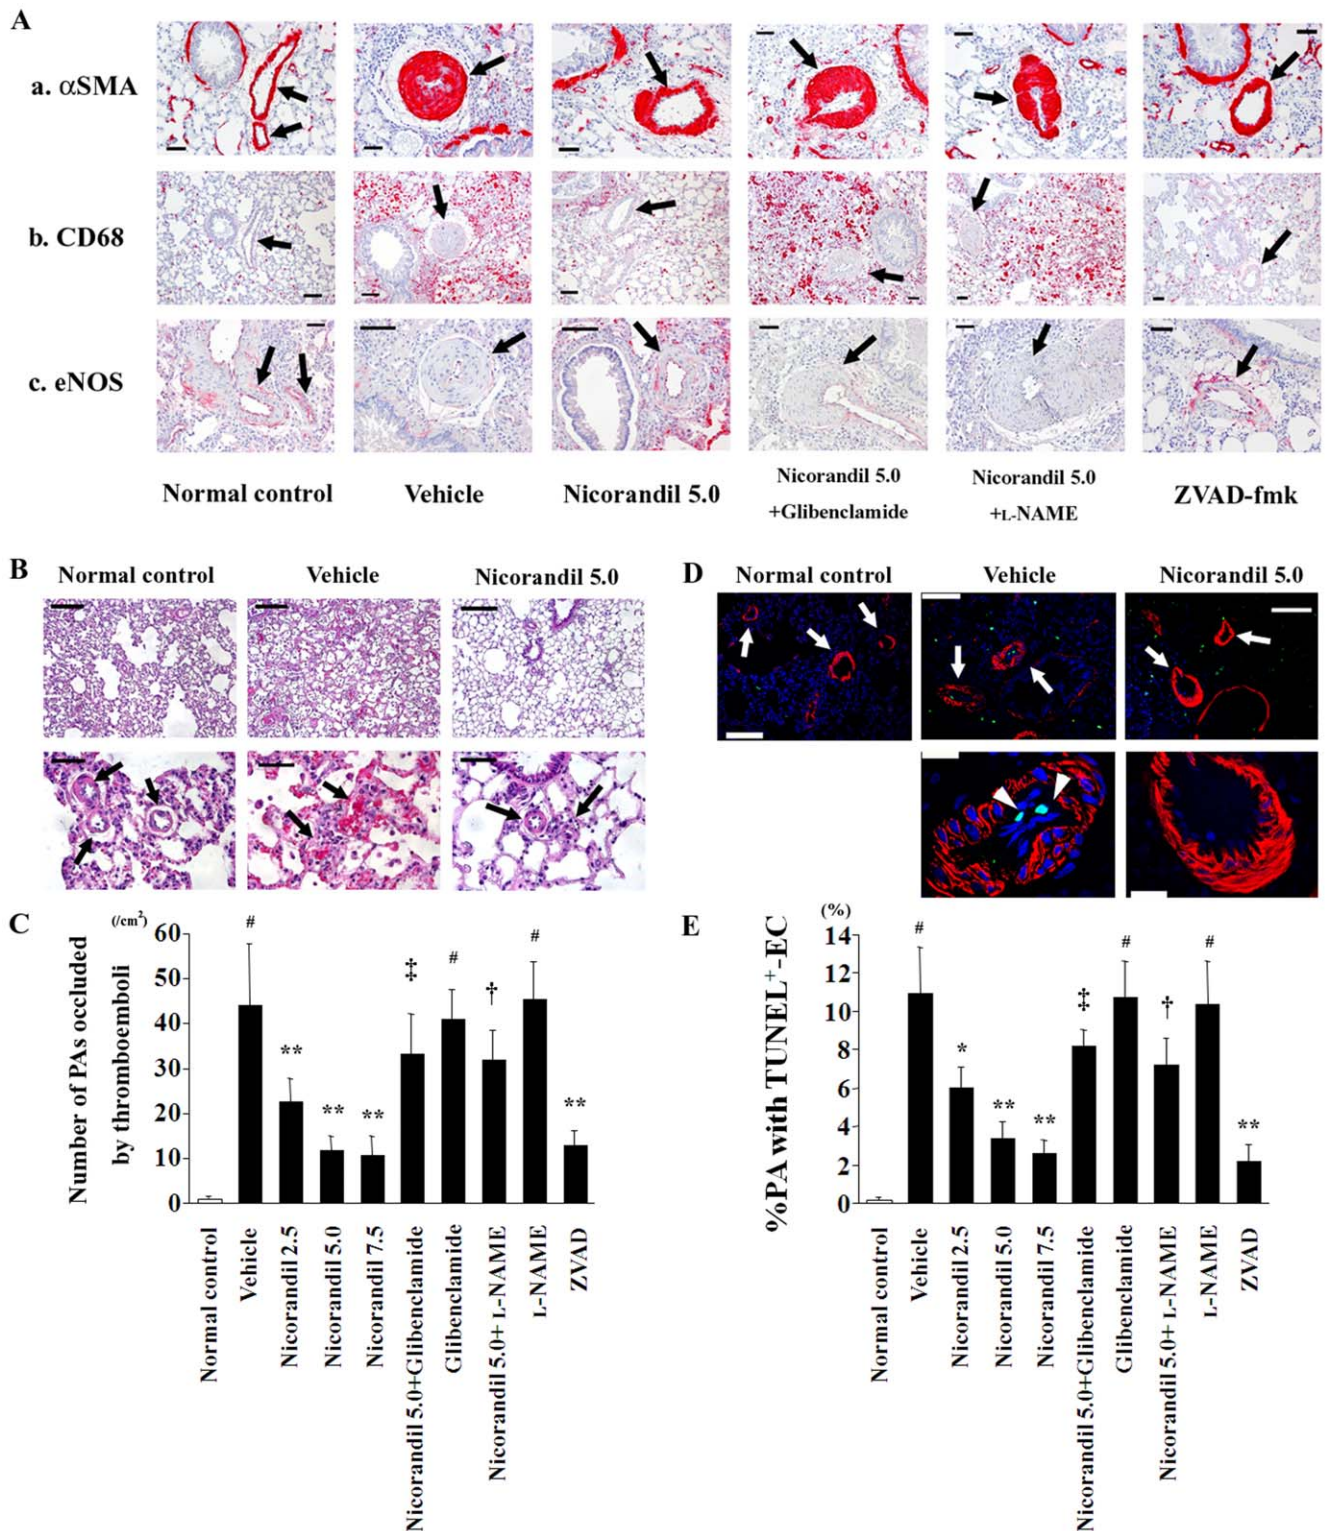 A
a. αSMA
b. CD68
c. eNOS
Normal control
Vehicle
Nicorandil 5.0
Nicorandil 5.0
+Glibenclamide
Nicorandil 5.0
+L-NAME
ZVAD-fmk
B
Normal control
Vehicle
Nicorandil 5.0
D
Normal control
Vehicle
Nicorandil 5.0
C
(/cm²)
Number of PAs occluded
by thromboemboli
60
50
40
30
20
10
0
#
**
**
**
‡
#
†
#
**
Normal control
Vehicle
Nicorandil 2.5
Nicorandil 5.0
Nicorandil 7.5
Nicorandil 5.0+Glibenclamide
Glibenclamide
Nicorandil 5.0+ L-NAME
L-NAME
ZVAD
E
(%)
%PA with TUNEL⁺-EC
14
12
10
8
6
4
2
0
#
*
**
**
‡
#
†
#
**
Normal control
Vehicle
Nicorandil 2.5
Nicorandil 5.0
Nicorandil 7.5
Nicorandil 5.0+Glibenclamide
Glibenclamide
Nicorandil 5.0+ L-NAME
L-NAME
ZVAD